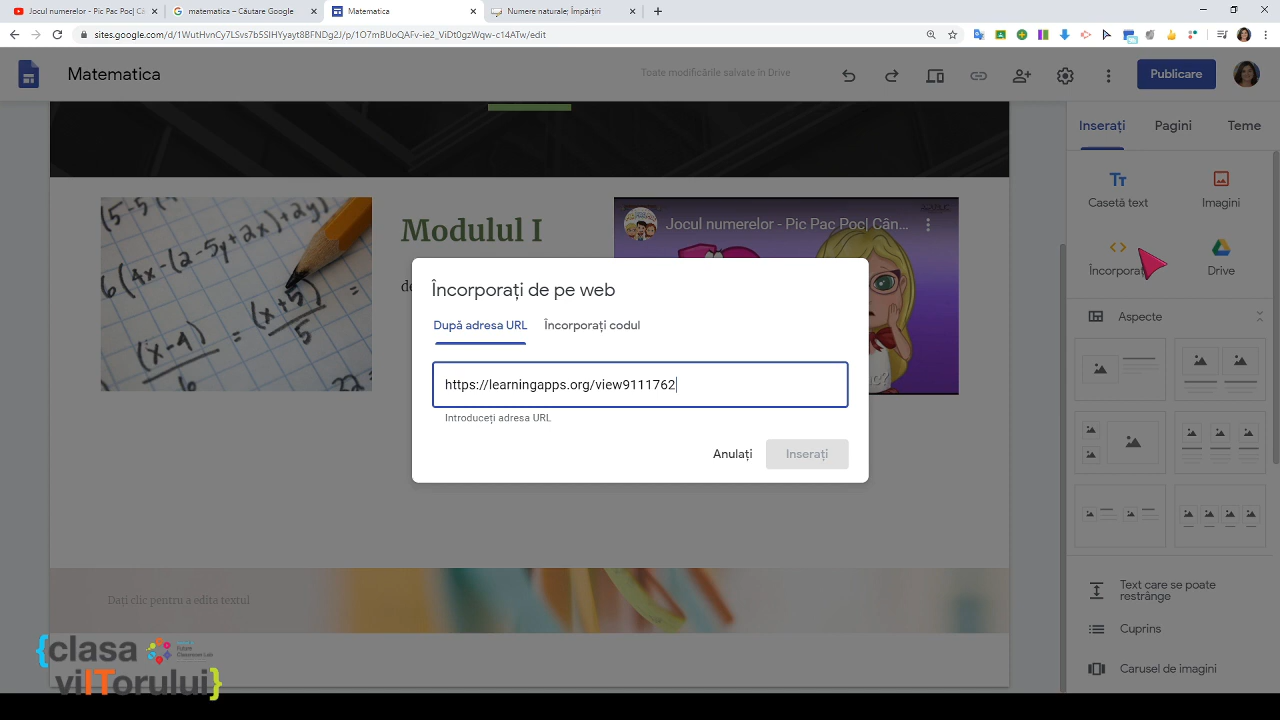 Jocul numerelor - Pic Pac Poc| Câ
matematica – Căutare Google
Matematica
Numere naturale; Împărțiri
sites.google.com/d/1WutHvnCy7LSvs7b5SIHYyayt8BFNDg2J/p/1O7mBUoQAFv-ie2_ViDt0gzWqw-c14ATw/edit
Matematica
Toate modificările salvate în Drive
Publicare
Inserați
Pagini
Teme
Casetă text
Imagini
Încorporați
Drive
Aspecte
Text care se poate
restrânge
Cuprins
Carusel de imagini
Modulul I
Jocul numerelor - Pic Pac Poc| Cân...
Încorporați de pe web
După adresa URL
Încorporați codul
https://learningapps.org/view9111762
Introduceți adresa URL
Anulați
Inserați
Dați clic pentru a edita textul
{clasa
viITorului}
Future
Classroom Lab